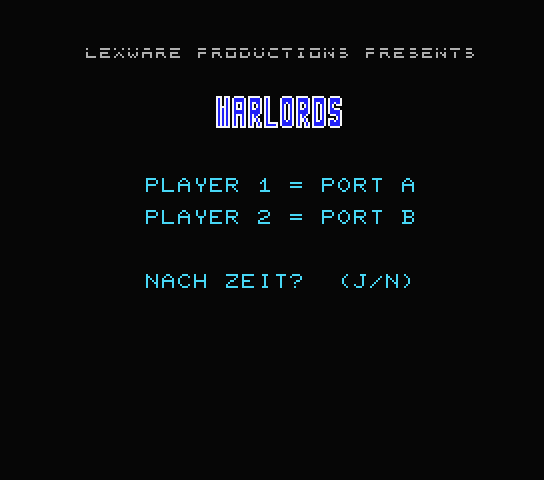 LEXWARE PRODUCTIONS PRESENTS
WARLORDS
PLAYER 1 = PORT A
PLAYER 2 = PORT B
NACH ZEIT? (J/N)